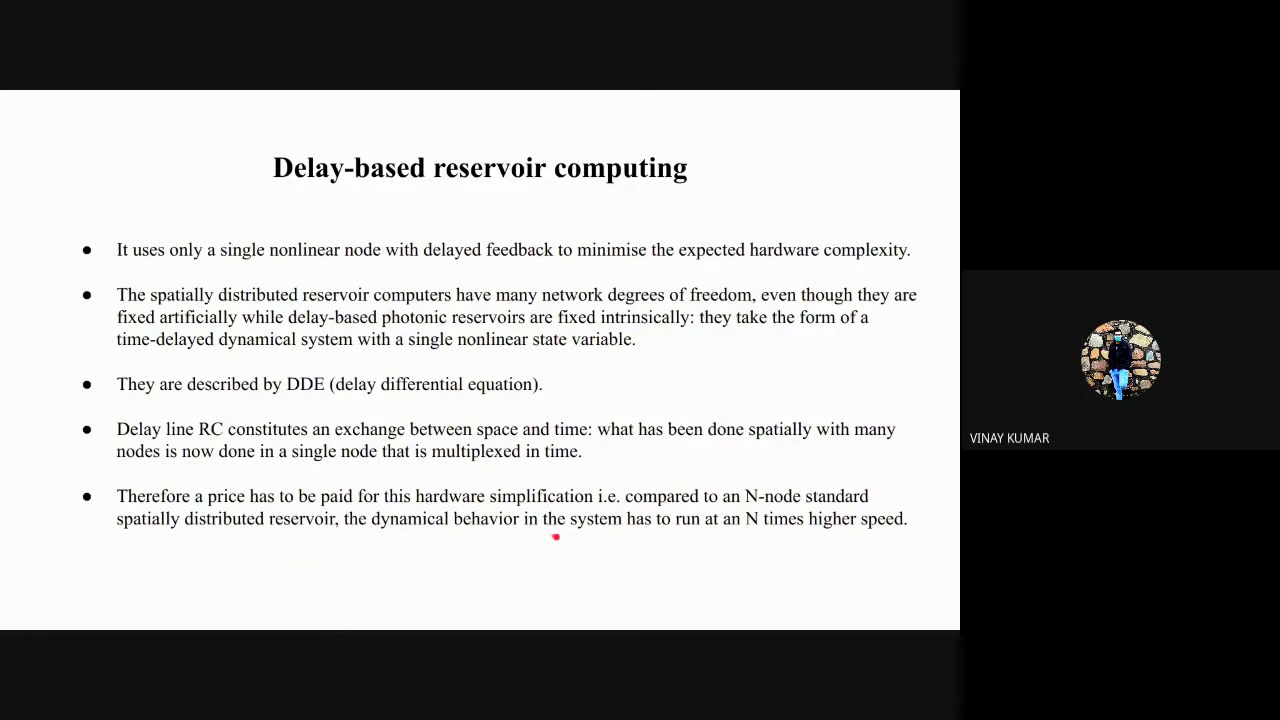 Delay-based reservoir computing
● It uses only a single nonlinear node with delayed feedback to minimise the expected hardware complexity.
● The spatially distributed reservoir computers have many network degrees of freedom, even though they are
fixed artificially while delay-based photonic reservoirs are fixed intrinsically: they take the form of a
time-delayed dynamical system with a single nonlinear state variable.
● They are described by DDE (delay differential equation).
● Delay line RC constitutes an exchange between space and time: what has been done spatially with many
nodes is now done in a single node that is multiplexed in time.
● Therefore a price has to be paid for this hardware simplification i.e. compared to an N-node standard
spatially distributed reservoir, the dynamical behavior in the system has to run at an N times higher speed.
VINAY KUMAR